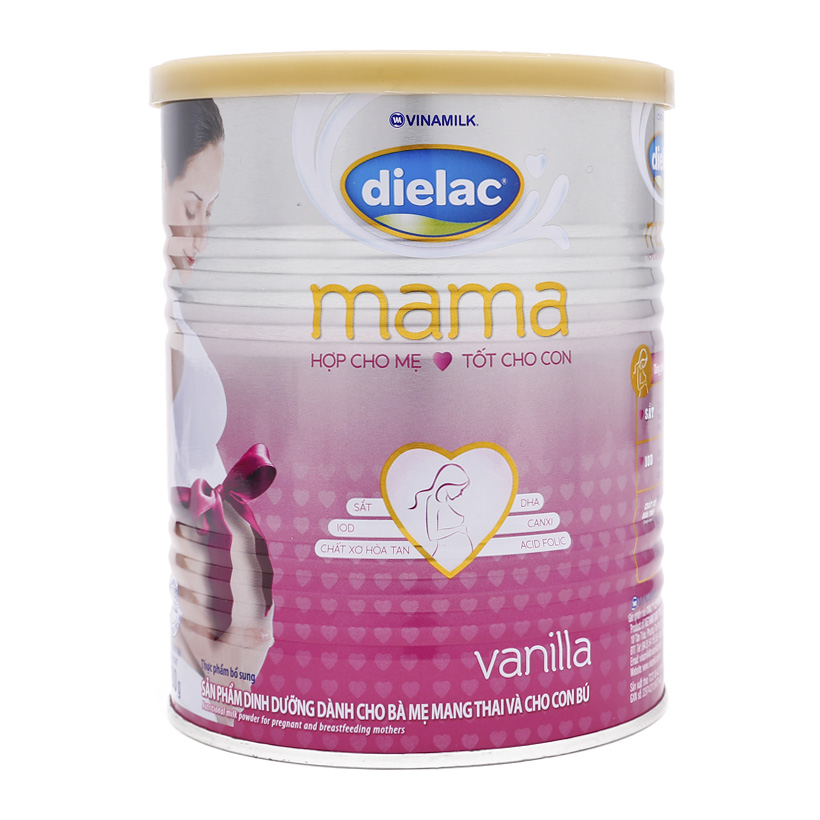 VINAMILK
dielac
mama
HỢP CHO MẸ TỐT CHO CON
SẮT
DHA
IOD
CANXI
CHẤT XƠ HÒA TAN
ACID FOLIC
SẮT
IOD
vanilla
Thực phẩm bổ sung
SẢN PHẨM DINH DƯỠNG DÀNH CHO BÀ MẸ MANG THAI VÀ CHO CON BÚ
Nutritional milk powder for pregnant and breastfeeding mothers